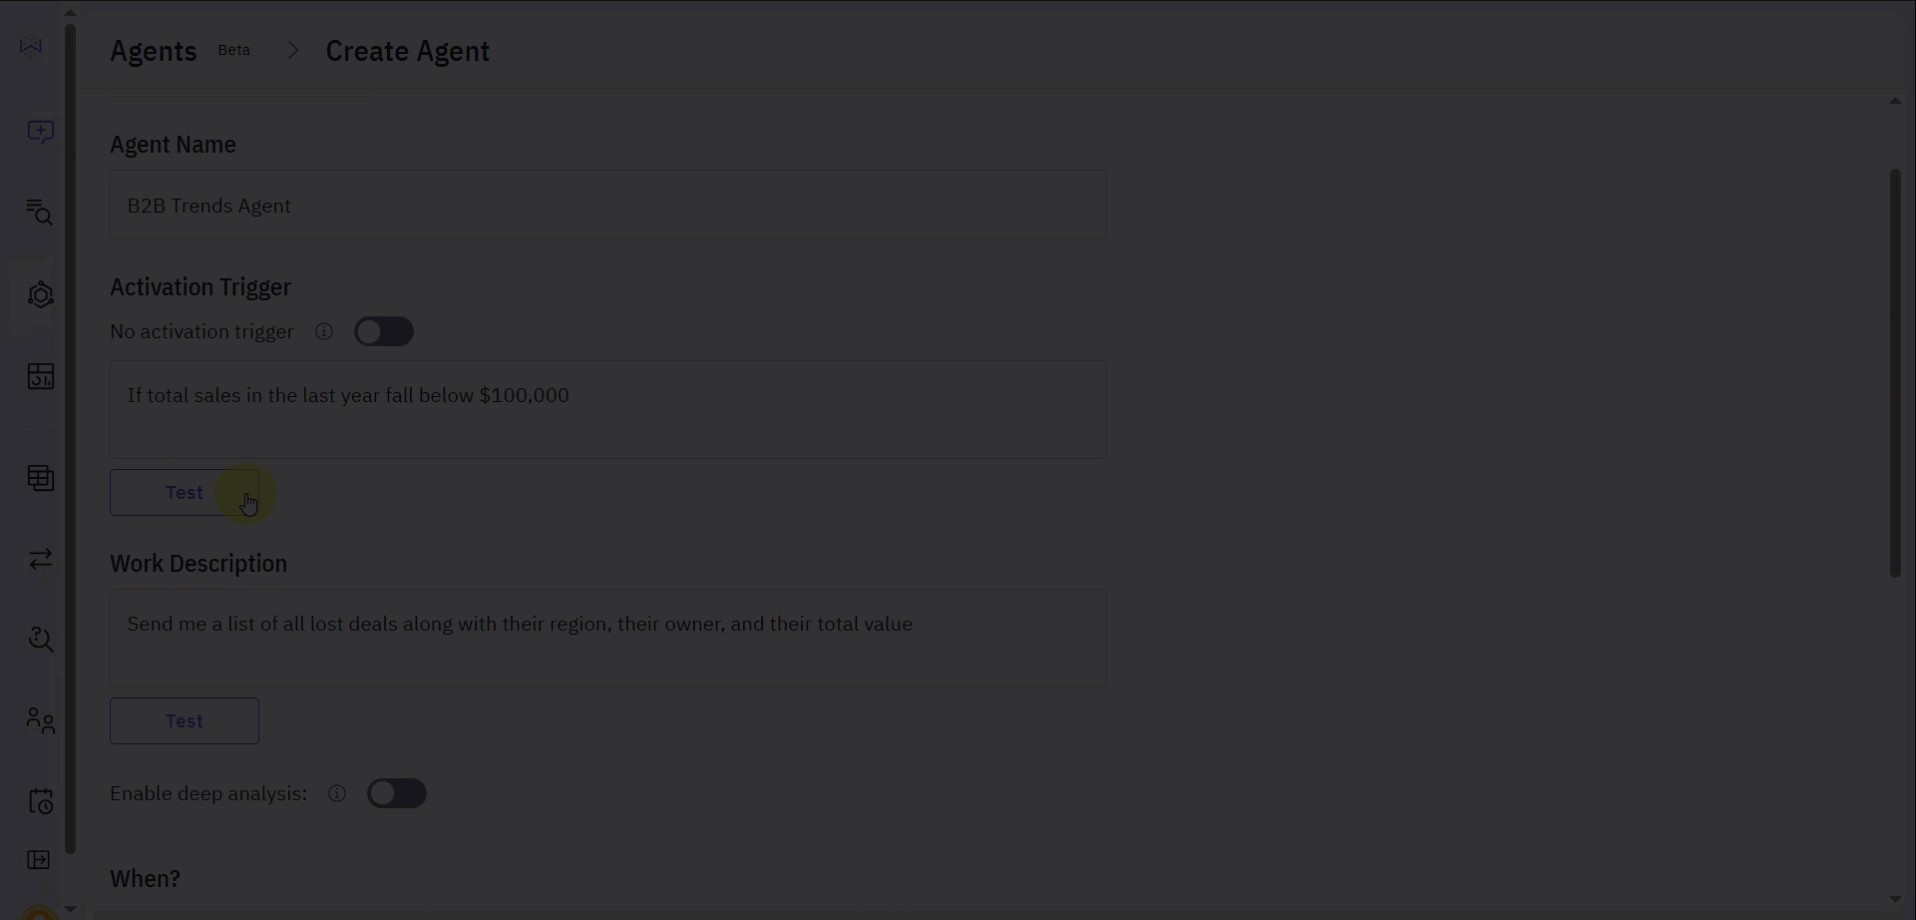 Agents Beta > Create Agent
Agent Name
B2B Trends Agent
Activation Trigger
No activation trigger
If total sales in the last year fall below $100,000
Test
Work Description
Send me a list of all lost deals along with their region, their owner, and their total value
Test
Enable deep analysis:
When?